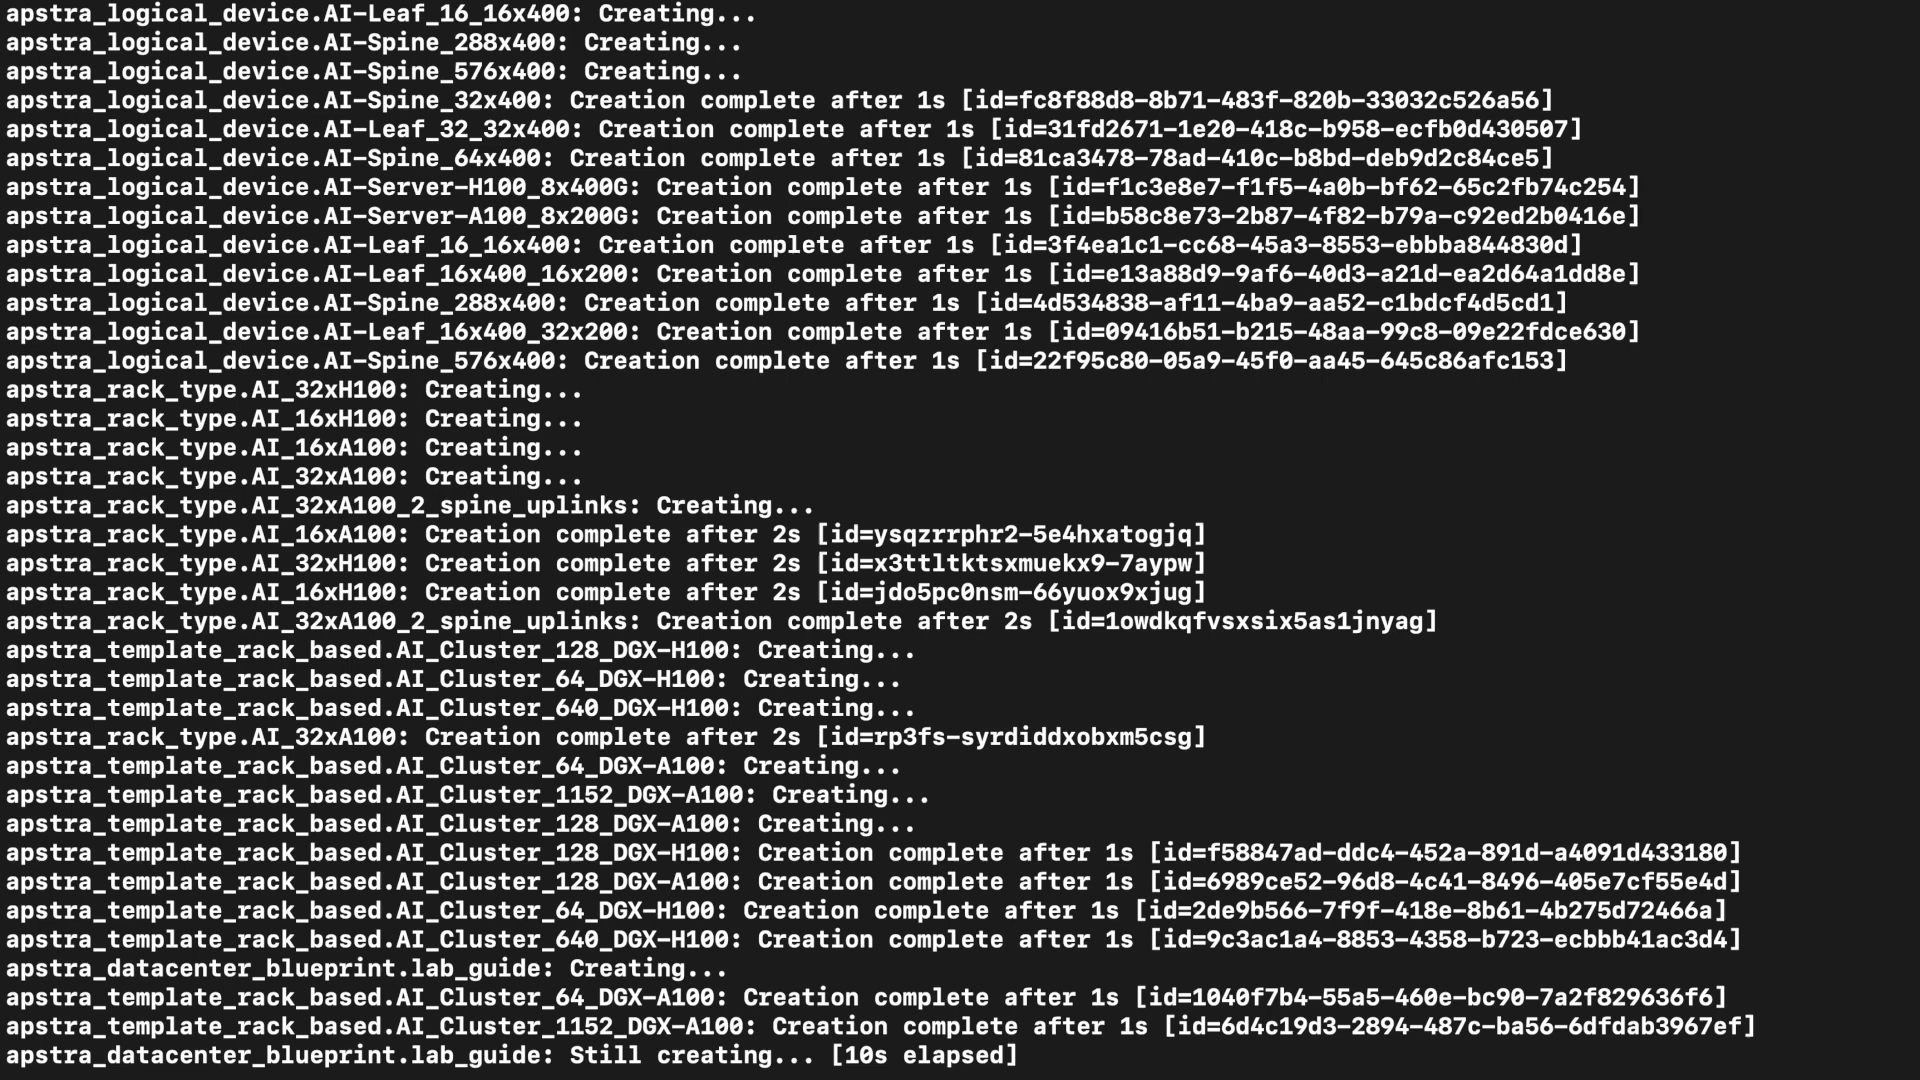 apstra_logical_device.AI-Leaf_16_16x400: Creating...
apstra_logical_device.AI-Spine_288x400: Creating...
apstra_logical_device.AI-Spine_576x400: Creating...
apstra_logical_device.AI-Spine_32x400: Creation complete after 1s [id=fc8f88d8-8b71-483f-820b-33032c526a56]
apstra_logical_device.AI-Leaf_32_32x400: Creation complete after 1s [id=31fd2671-1e20-418c-b958-ecfb0d430507]
apstra_logical_device.AI-Spine_64x400: Creation complete after 1s [id=81ca3478-78ad-410c-b8bd-deb9d2c84ce5]
apstra_logical_device.AI-Server-H100_8x400G: Creation complete after 1s [id=f1c3e8e7-f1f5-4a0b-bf62-65c2fb74c254]
apstra_logical_device.AI-Server-A100_8x200G: Creation complete after 1s [id=b58c8e73-2b87-4f82-b79a-c92ed2b0416e]
apstra_logical_device.AI-Leaf_16_16x400: Creation complete after 1s [id=3f4ea1c1-cc68-45a3-8553-ebbba844830d]
apstra_logical_device.AI-Leaf_16x400_16x200: Creation complete after 1s [id=e13a88d9-9af6-40d3-a21d-ea2d64a1dd8e]
apstra_logical_device.AI-Spine_288x400: Creation complete after 1s [id=4d534838-af11-4ba9-aa52-c1bdcf4d5cd1]
apstra_logical_device.AI-Leaf_16x400_32x200: Creation complete after 1s [id=09416b51-b215-48aa-99c8-09e22fdce630]
apstra_logical_device.AI-Spine_576x400: Creation complete after 1s [id=22f95c80-05a9-45f0-aa45-645c86afc153]
apstra_rack_type.AI_32xH100: Creating...
apstra_rack_type.AI_16xH100: Creating...
apstra_rack_type.AI_16xA100: Creating...
apstra_rack_type.AI_32xA100: Creating...
apstra_rack_type.AI_32xA100_2_spine_uplinks: Creating...
apstra_rack_type.AI_16xA100: Creation complete after 2s [id=ysqzrrphr2-5e4hxatogjq]
apstra_rack_type.AI_32xH100: Creation complete after 2s [id=x3ttltktsxmuekx9-7aypw]
apstra_rack_type.AI_16xH100: Creation complete after 2s [id=jdo5pc0nsm-66yuox9xjug]
apstra_rack_type.AI_32xA100_2_spine_uplinks: Creation complete after 2s [id=1owdkqfvsxsix5as1jnyag]
apstra_template_rack_based.AI_Cluster_128_DGX-H100: Creating...
apstra_template_rack_based.AI_Cluster_64_DGX-H100: Creating...
apstra_template_rack_based.AI_Cluster_640_DGX-H100: Creating...
apstra_rack_type.AI_32xA100: Creation complete after 2s [id=rp3fs-syrdiddxobxm5csg]
apstra_template_rack_based.AI_Cluster_64_DGX-A100: Creating...
apstra_template_rack_based.AI_Cluster_1152_DGX-A100: Creating...
apstra_template_rack_based.AI_Cluster_128_DGX-A100: Creating...
apstra_template_rack_based.AI_Cluster_128_DGX-H100: Creation complete after 1s [id=f58847ad-ddc4-452a-891d-a4091d433180]
apstra_template_rack_based.AI_Cluster_128_DGX-A100: Creation complete after 1s [id=6989ce52-96d8-4c41-8496-405e7cf55e4d]
apstra_template_rack_based.AI_Cluster_64_DGX-H100: Creation complete after 1s [id=2de9b566-7f9f-418e-8b61-4b275d72466a]
apstra_template_rack_based.AI_Cluster_640_DGX-H100: Creation complete after 1s [id=9c3ac1a4-8853-4358-b723-ecbbb41ac3d4]
apstra_datacenter_blueprint.lab_guide: Creating...
apstra_template_rack_based.AI_Cluster_64_DGX-A100: Creation complete after 1s [id=1040f7b4-55a5-460e-bc90-7a2f829636f6]
apstra_template_rack_based.AI_Cluster_1152_DGX-A100: Creation complete after 1s [id=6d4c19d3-2894-487c-ba56-6dfdab3967ef]
apstra_datacenter_blueprint.lab_guide: Still creating... [10s elapsed]